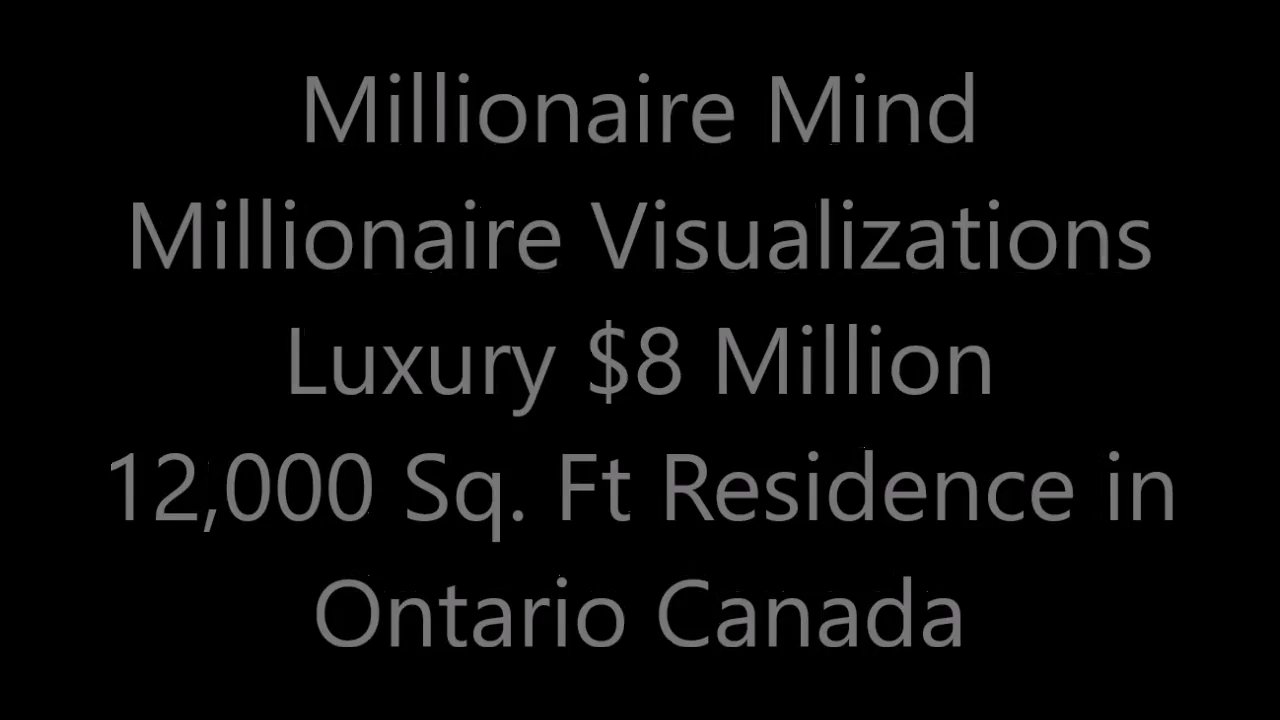 Millionaire Mind
Millionaire Visualizations
Luxury $8 Million
12,000 Sq. Ft Residence in
Ontario Canada